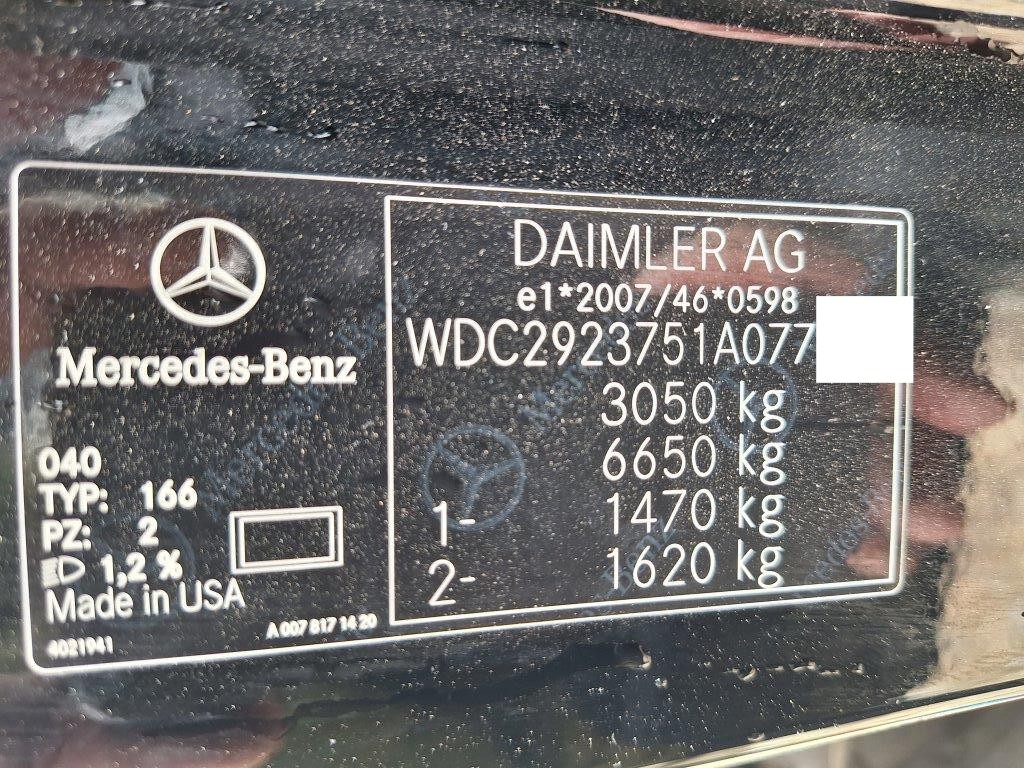 Mercedes-Benz
040
TYP: 166
PZ: 2
1,2 %
Made in USA
4021941
A 007 817 14 20
DAIMLER AG
e1*2007/46*0598
WDC2923751A077
3050 kg
6650 kg
1- 1470 kg
2- 1620 kg